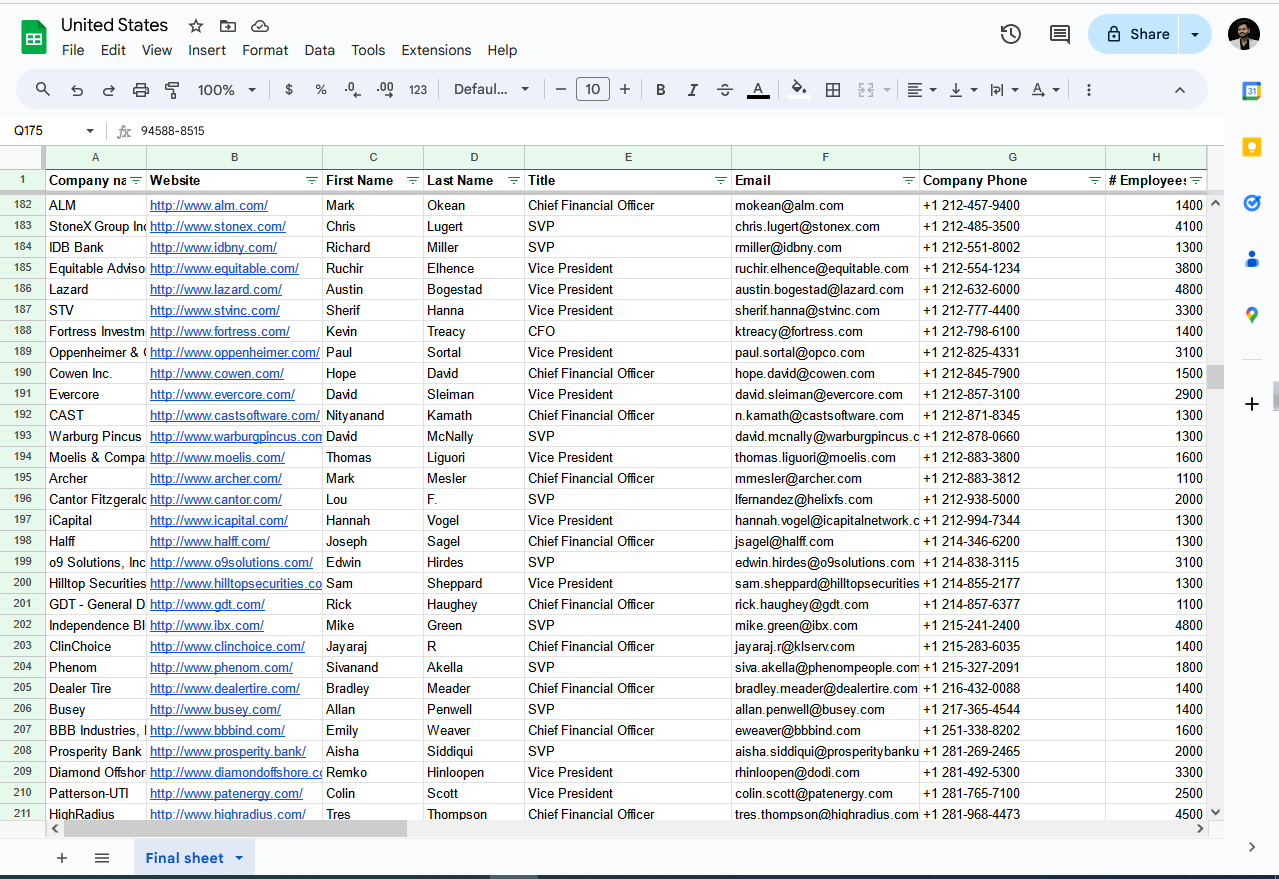 United States
File Edit View Insert Format Data Tools Extensions Help
Share
100% $ % .0 .00 123 Defaul... 10 B I A
31
Q175 fx 94588-8515
A B C D E F G H
1 Company na Website First Name Last Name Title Email Company Phone # Employees
182 ALM http://www.alm.com/ Mark Okean Chief Financial Officer mokean@alm.com +1 212-457-9400 1400
183 StoneX Group Inc http://www.stonex.com/ Chris Lugert SVP chris.lugert@stonex.com +1 212-485-3500 4100
184 IDB Bank http://www.idbny.com/ Richard Miller SVP rmiller@idbny.com +1 212-551-8002 1300
185 Equitable Adviso http://www.equitable.com/ Ruchir Elhence Vice President ruchir.elhence@equitable.com +1 212-554-1234 3800
186 Lazard http://www.lazard.com/ Austin Bogestad Vice President austin.bogestad@lazard.com +1 212-632-6000 4800
187 STV http://www.stvinc.com/ Sherif Hanna Vice President sherif.hanna@stvinc.com +1 212-777-4400 3300
188 Fortress Investm http://www.fortress.com/ Kevin Treacy CFO ktreacy@fortress.com +1 212-798-6100 1400
189 Oppenheimer & http://www.oppenheimer.com/ Paul Sortal Vice President paul.sortal@opco.com +1 212-825-4331 3100
190 Cowen Inc. http://www.cowen.com/ Hope David Chief Financial Officer hope.david@cowen.com +1 212-845-7900 1500
191 Evercore http://www.evercore.com/ David Sleiman Vice President david.sleiman@evercore.com +1 212-857-3100 2900
192 CAST http://www.castsoftware.com/ Nityanand Kamath Chief Financial Officer n.kamath@castsoftware.com +1 212-871-8345 1300
193 Warburg Pincus http://www.warburgpincus.com David McNally SVP david.mcnally@warburgpincus.c +1 212-878-0660 1300
194 Moelis & Compa http://www.moelis.com/ Thomas Liguori Vice President thomas.liguori@moelis.com +1 212-883-3800 1600
195 Archer http://www.archer.com/ Mark Mesler Chief Financial Officer mmesler@archer.com +1 212-883-3812 1100
196 Cantor Fitzgerald http://www.cantor.com/ Lou F. SVP lfernandez@helixfs.com +1 212-938-5000 2000
197 iCapital http://www.icapital.com/ Hannah Vogel Vice President hannah.vogel@icapitalnetwork.c +1 212-994-7344 1300
198 Halff http://www.halff.com/ Joseph Sagel Chief Financial Officer jsagel@halff.com +1 214-346-6200 1300
199 o9 Solutions, Inc http://www.o9solutions.com/ Edwin Hirdes SVP edwin.hirdes@o9solutions.com +1 214-838-3115 3100
200 Hilltop Securities http://www.hilltopsecurities.co Sam Sheppard Vice President sam.sheppard@hilltopsecurities +1 214-855-2177 1300
201 GDT - General D http://www.gdt.com/ Rick Haughey Chief Financial Officer rick.haughey@gdt.com +1 214-857-6377 1100
202 Independence Bl http://www.ibx.com/ Mike Green SVP mike.green@ibx.com +1 215-241-2400 4800
203 ClinChoice http://www.clinchoice.com/ Jayaraj R Chief Financial Officer jayaraj.r@klserv.com +1 215-283-6035 1400
204 Phenom http://www.phenom.com/ Sivanand Akella SVP siva.akella@phenompeople.com +1 215-327-2091 1800
205 Dealer Tire http://www.dealertire.com/ Bradley Meader Chief Financial Officer bradley.meader@dealertire.com +1 216-432-0088 1400
206 Busey http://www.busey.com/ Allan Penwell SVP allan.penwell@busey.com +1 217-365-4544 1400
207 BBB Industries, http://www.bbbind.com/ Emily Weaver Chief Financial Officer eweaver@bbbind.com +1 251-338-8202 1600
208 Prosperity Bank http://www.prosperity.bank/ Aisha Siddiqui SVP aisha.siddiqui@prosperitybanku +1 281-269-2465 2000
209 Diamond Offshor http://www.diamondoffshore.co Remko Hinloopen Vice President rhinloopen@dodi.com +1 281-492-5300 3300
210 Patterson-UTI http://www.patenergy.com/ Colin Scott Vice President colin.scott@patenergy.com +1 281-765-7100 2500
211 HighRadius http://www.highradius.com/ Tres Thompson Chief Financial Officer tres.thompson@highradius.com +1 281-968-4473 4500
Final sheet